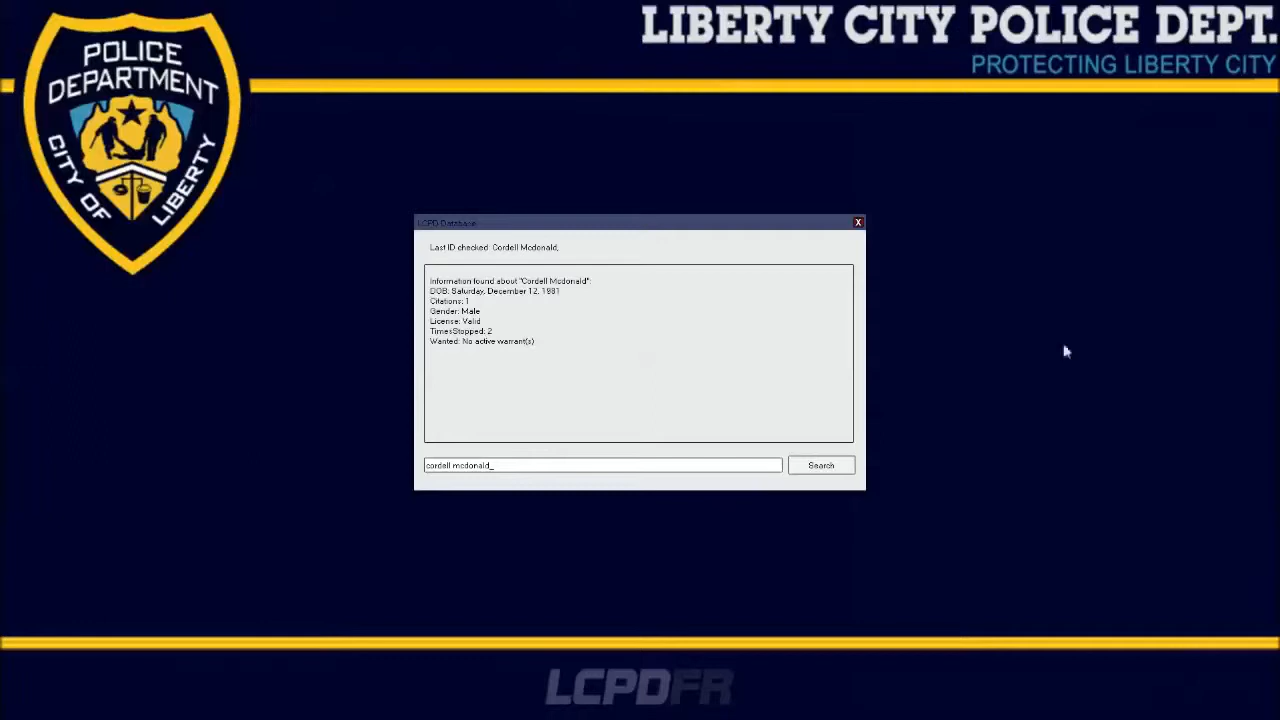 POLICE
DEPARTMENT
CITY OF LIBERTY
LIBERTY CITY POLICE DEPT.
PROTECTING LIBERTY CITY
LCPD Database
X
Last ID checked Cordell Mcdonald,
Information found about "Cordell Mcdonald":
DOB: Saturday, December 12, 1981
Citations: 1
Gender: Male
License: Valid
TimesStopped: 2
Wanted: No active warrant(s)
cordell mcdonald_
Search
LCPDFR